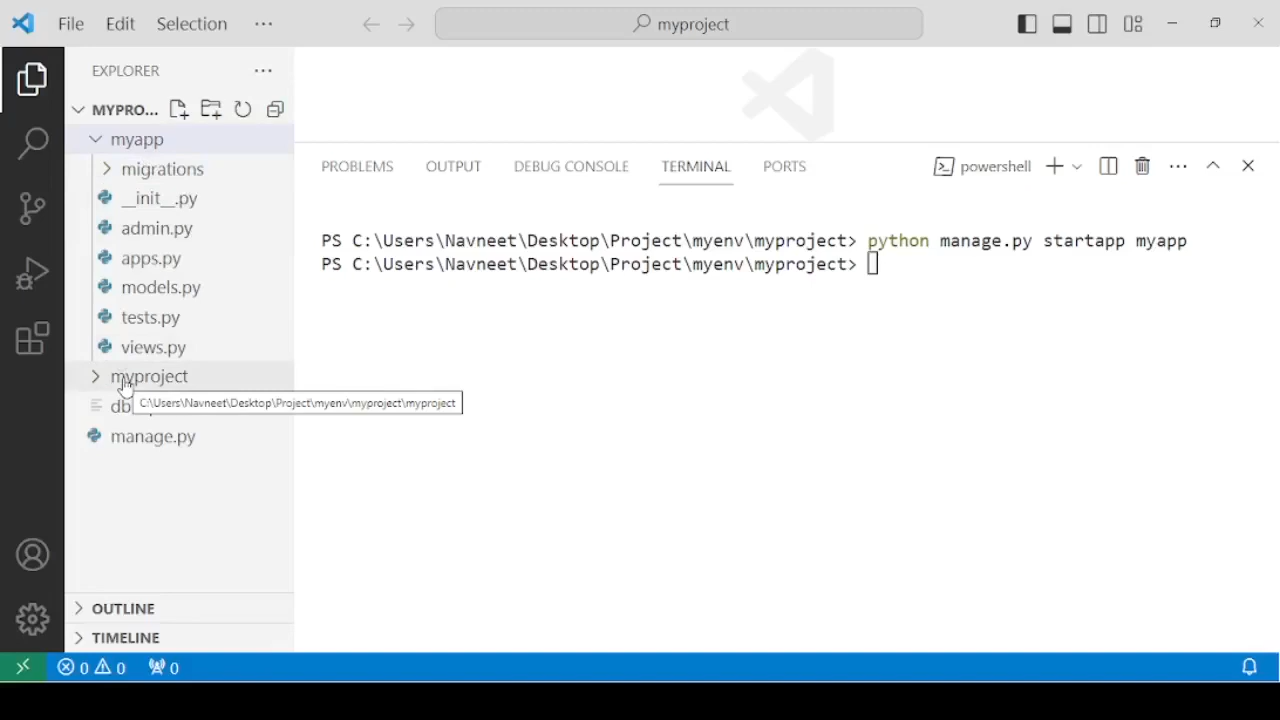 File Edit Selection ··· myproject
EXPLORER ···
MYPRO...
myapp
migrations
__init__.py
admin.py
apps.py
models.py
tests.py
views.py
myproject
C:\Users\Navneet\Desktop\Project\myenv\myproject\myproject
db
manage.py
OUTLINE
TIMELINE
PROBLEMS OUTPUT DEBUG CONSOLE TERMINAL PORTS powershell ···
PS C:\Users\Navneet\Desktop\Project\myenv\myproject> python manage.py startapp myapp
PS C:\Users\Navneet\Desktop\Project\myenv\myproject>
0 0 0